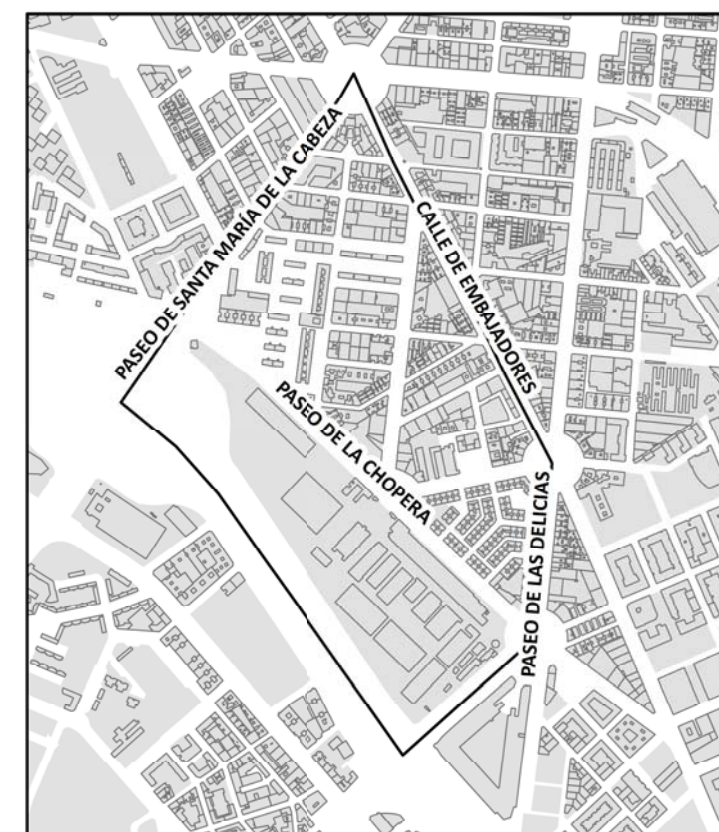 PASEO DE SANTA MARÍA DE LA CABEZA
CALLE DE EMBAJADORES
PASEO DE LA CHOPERA
PASEO DE LAS DELICIAS